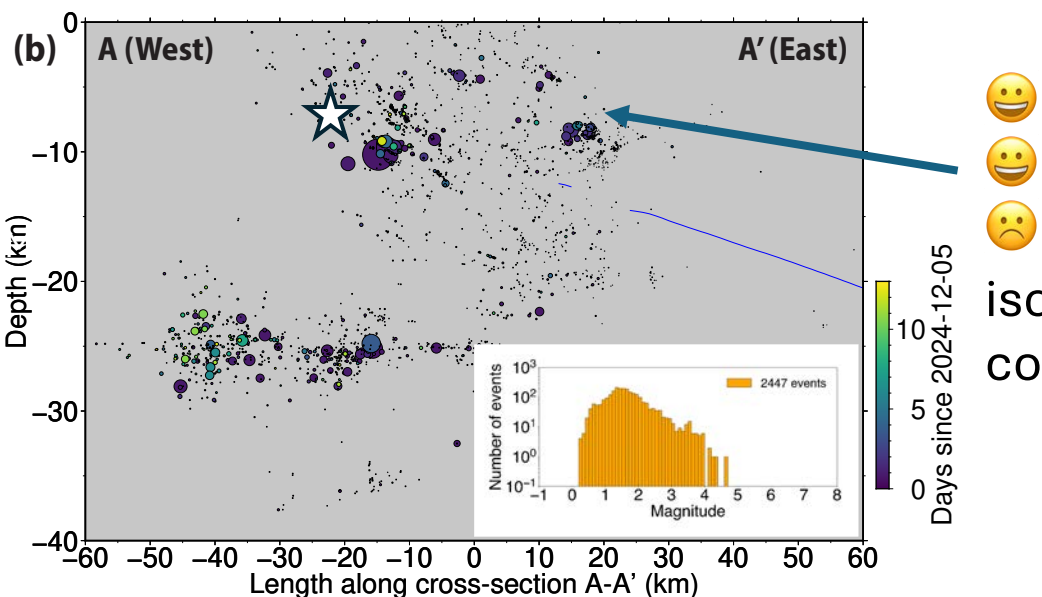 (b) A (West) A' (East)
0
−10
−20
−30
−40
Depth (km)
−60 −50 −40 −30 −20 −10 0 10 20 30 40 50 60
Length along cross-section A-A' (km)
10³
10²
10¹
10⁰
10⁻¹
Number of events
2447 events
−1 0 1 2 3 4 5 6 7 8
Magnitude
10
5
0
Days since 2024-12-05
isc
co